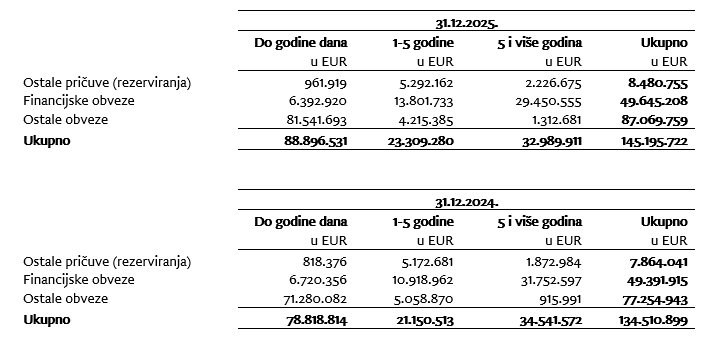 31.12.2025.
Do godine dana 1-5 godine 5 i više godina Ukupno
u EUR u EUR u EUR u EUR
Ostale pričuve (rezerviranja) 961.919 5.292.162 2.226.675 8.480.755
Financijske obveze 6.392.920 13.801.733 29.450.555 49.645.208
Ostale obveze 81.541.693 4.215.385 1.312.681 87.069.759
Ukupno 88.896.531 23.309.280 32.989.911 145.195.722
31.12.2024.
Do godine dana 1-5 godine 5 i više godina Ukupno
u EUR u EUR u EUR u EUR
Ostale pričuve (rezerviranja) 818.376 5.172.681 1.872.984 7.864.041
Financijske obveze 6.720.356 10.918.962 31.752.597 49.391.915
Ostale obveze 71.280.082 5.058.870 915.991 77.254.943
Ukupno 78.818.814 21.150.513 34.541.572 134.510.899